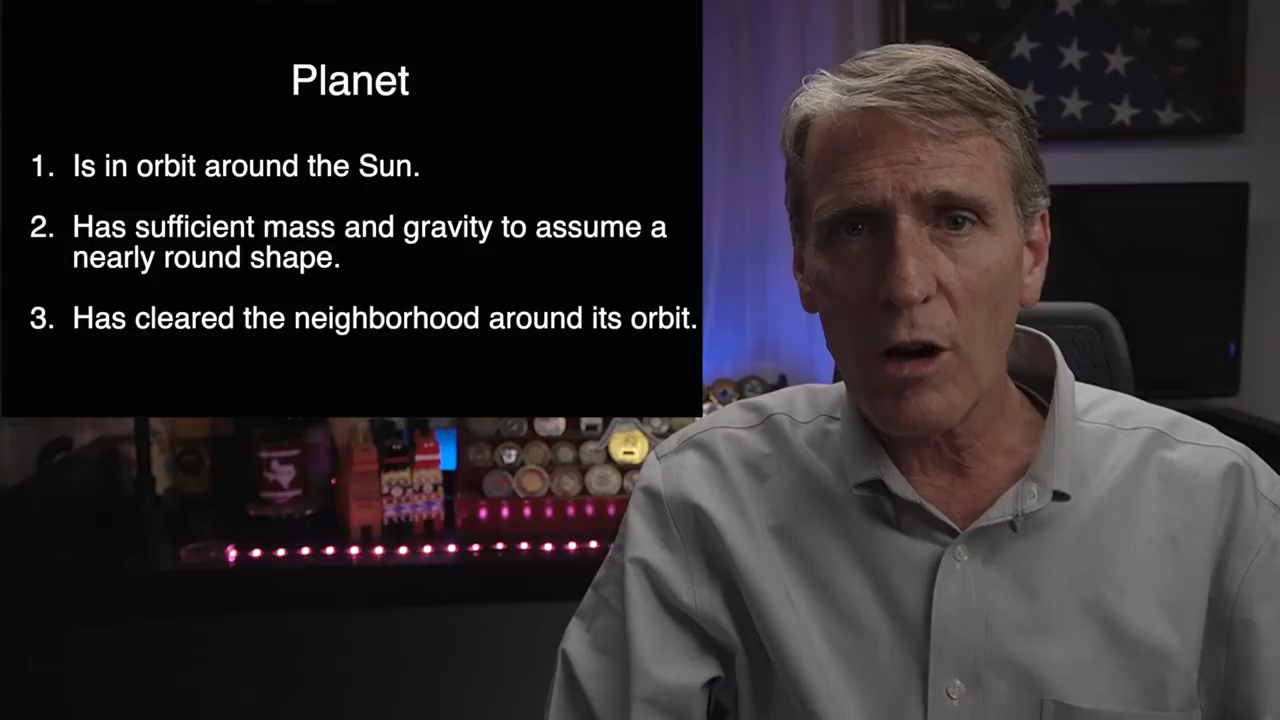 Planet
1. Is in orbit around the Sun.
2. Has sufficient mass and gravity to assume a
nearly round shape.
3. Has cleared the neighborhood around its orbit.